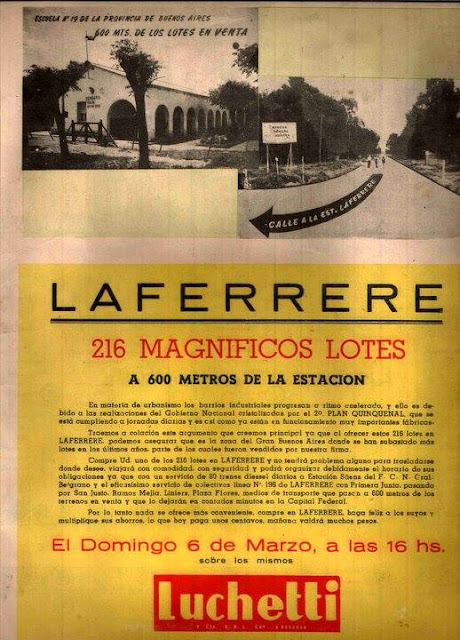 ESCUELA Nº 19 DE LA PROVINCIA DE BUENOS AIRES
600 MTS. DE LOS LOTES EN VENTA
CALLE A LA EST. LAFERRERE
LAFERRERE
216 MAGNIFICOS LOTES
A 600 METROS DE LA ESTACION
En materia de urbanismo los barrios industriales progresan a ritmo acelerado, y ello es de-
bido a las realizaciones del Gobierno Nacional cristalizados por el 2º. PLAN QUINQUENAL, que se
está cumpliendo a jornada diarias y es así como ya están en funcionamiento muy importantes fábricas.
Traemos a colación este argumento que creemos principal ya que al ofrecer estos 216 lotes en
LAFERRERE, podemos asegurar que es la zona del Gran Buenos Aires donde se han subastado más
lotes en los últimos años, parte de los cuales fueron vendidos por nuestra firma.
Compre Ud. uno de los 216 lotes en LAFERRERE y no tendrá problema alguno para trasladarse
donde desee, viajará con comodidad, con seguridad y podrá organizar debidamente el horario de sus
obligaciones ya que con un servicio de 80 trenes diesel diarios a Estación Sáenz del F. C. N. Gral.
Belgrano y el eficacísimo servicio de colectivos línea Nº. 196 de LAFERRERE, con Primera Junta, pasando
por San Justo, Ramos Mejía, Liniers, Plaza Flores, medios de transporte que pasan a 600 metros de los
terrenos en venta y que lo dejarán en contados minutos en la Capital Federal.
Por lo tanto nada se ofrece más conveniente, compre en LAFERRERE, haga feliz a los suyos y
multiplique sus ahorros, lo que hoy paga unos centavos, mañana valdrá muchos pesos.
El Domingo 6 de Marzo, a las 16 hs.
sobre los mismos
Luchetti